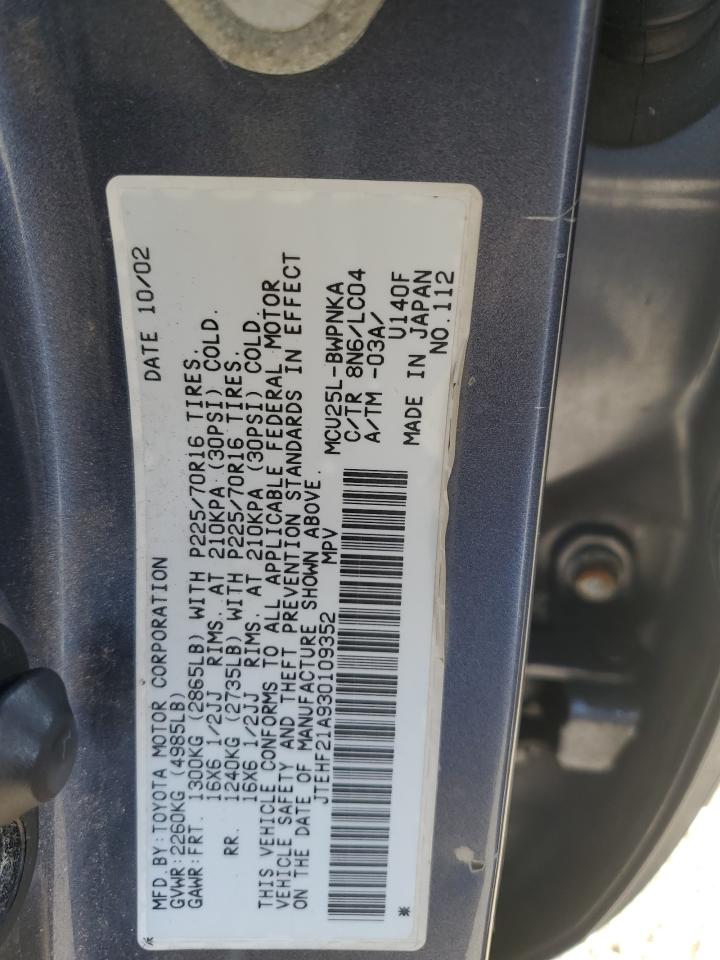 MFD. BY: TOYOTA MOTOR CORPORATION DATE 10/02
GVWR: 2260KG (4985LB)
GAWR: FRT. 1300KG (2865LB) WITH P225/70R16 TIRES.
16X6 1/2JJ RIMS. AT 210KPA (30PSI) COLD.
RR. 1240KG (2735LB) WITH P225/70R16 TIRES.
16X6 1/2JJ RIMS. AT 210KPA (30PSI) COLD.
THIS VEHICLE CONFORMS TO ALL APPLICABLE FEDERAL MOTOR
VEHICLE SAFETY AND THEFT PREVENTION STANDARDS IN EFFECT
ON THE DATE OF MANUFACTURE SHOWN ABOVE.
JTEHF21A930109352 MPV
MCU25L-BWPNKA
C/TR 8N6/LC04
A/TM -03A/
U140F
MADE IN JAPAN
NO.112